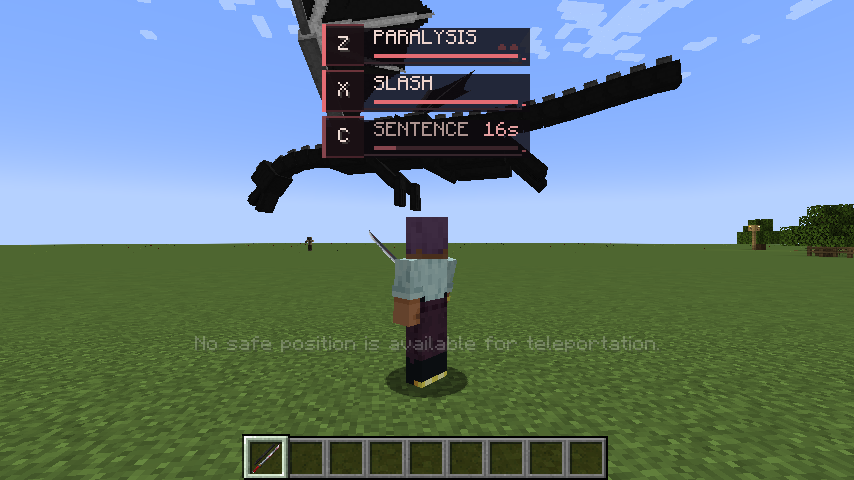 Z PARALYSIS
X SLASH
C SENTENCE 16s
No safe position is available for teleportation.